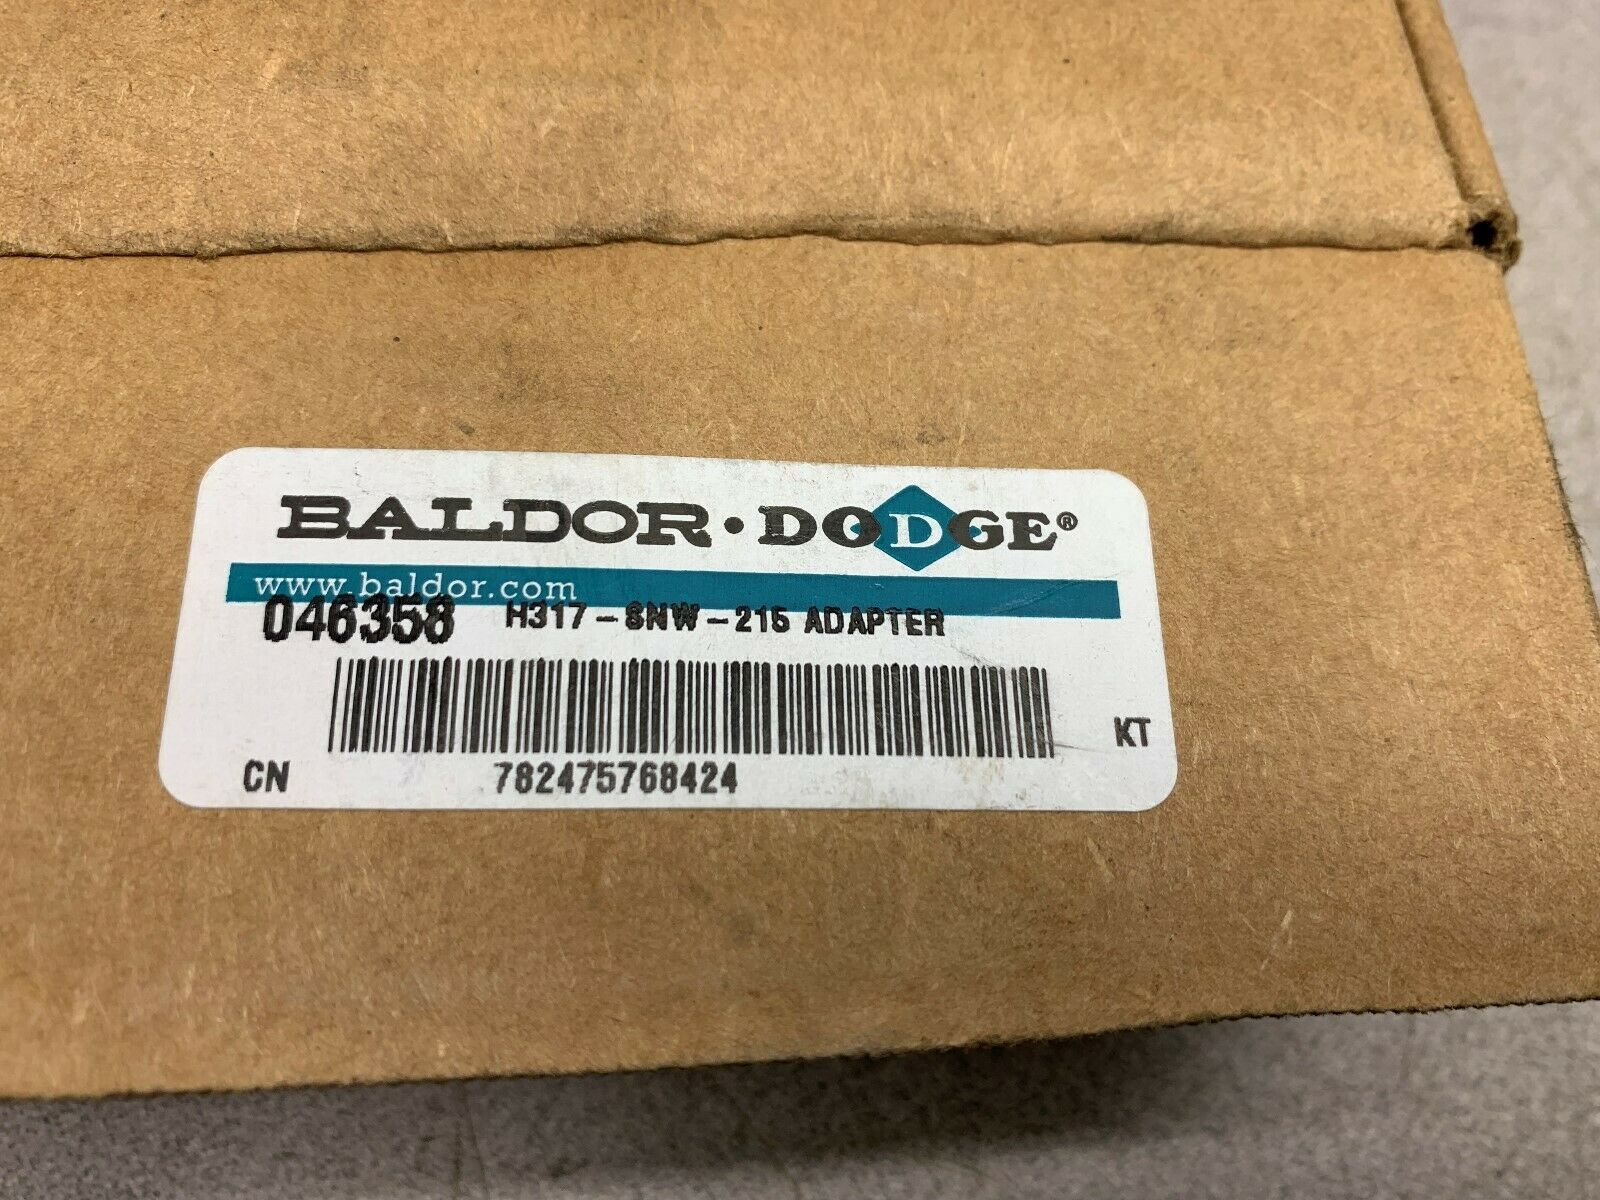 BALDOR·DODGE®
www.baldor.com
046358 H317-SNW-215 ADAPTER
KT
CN 782475768424